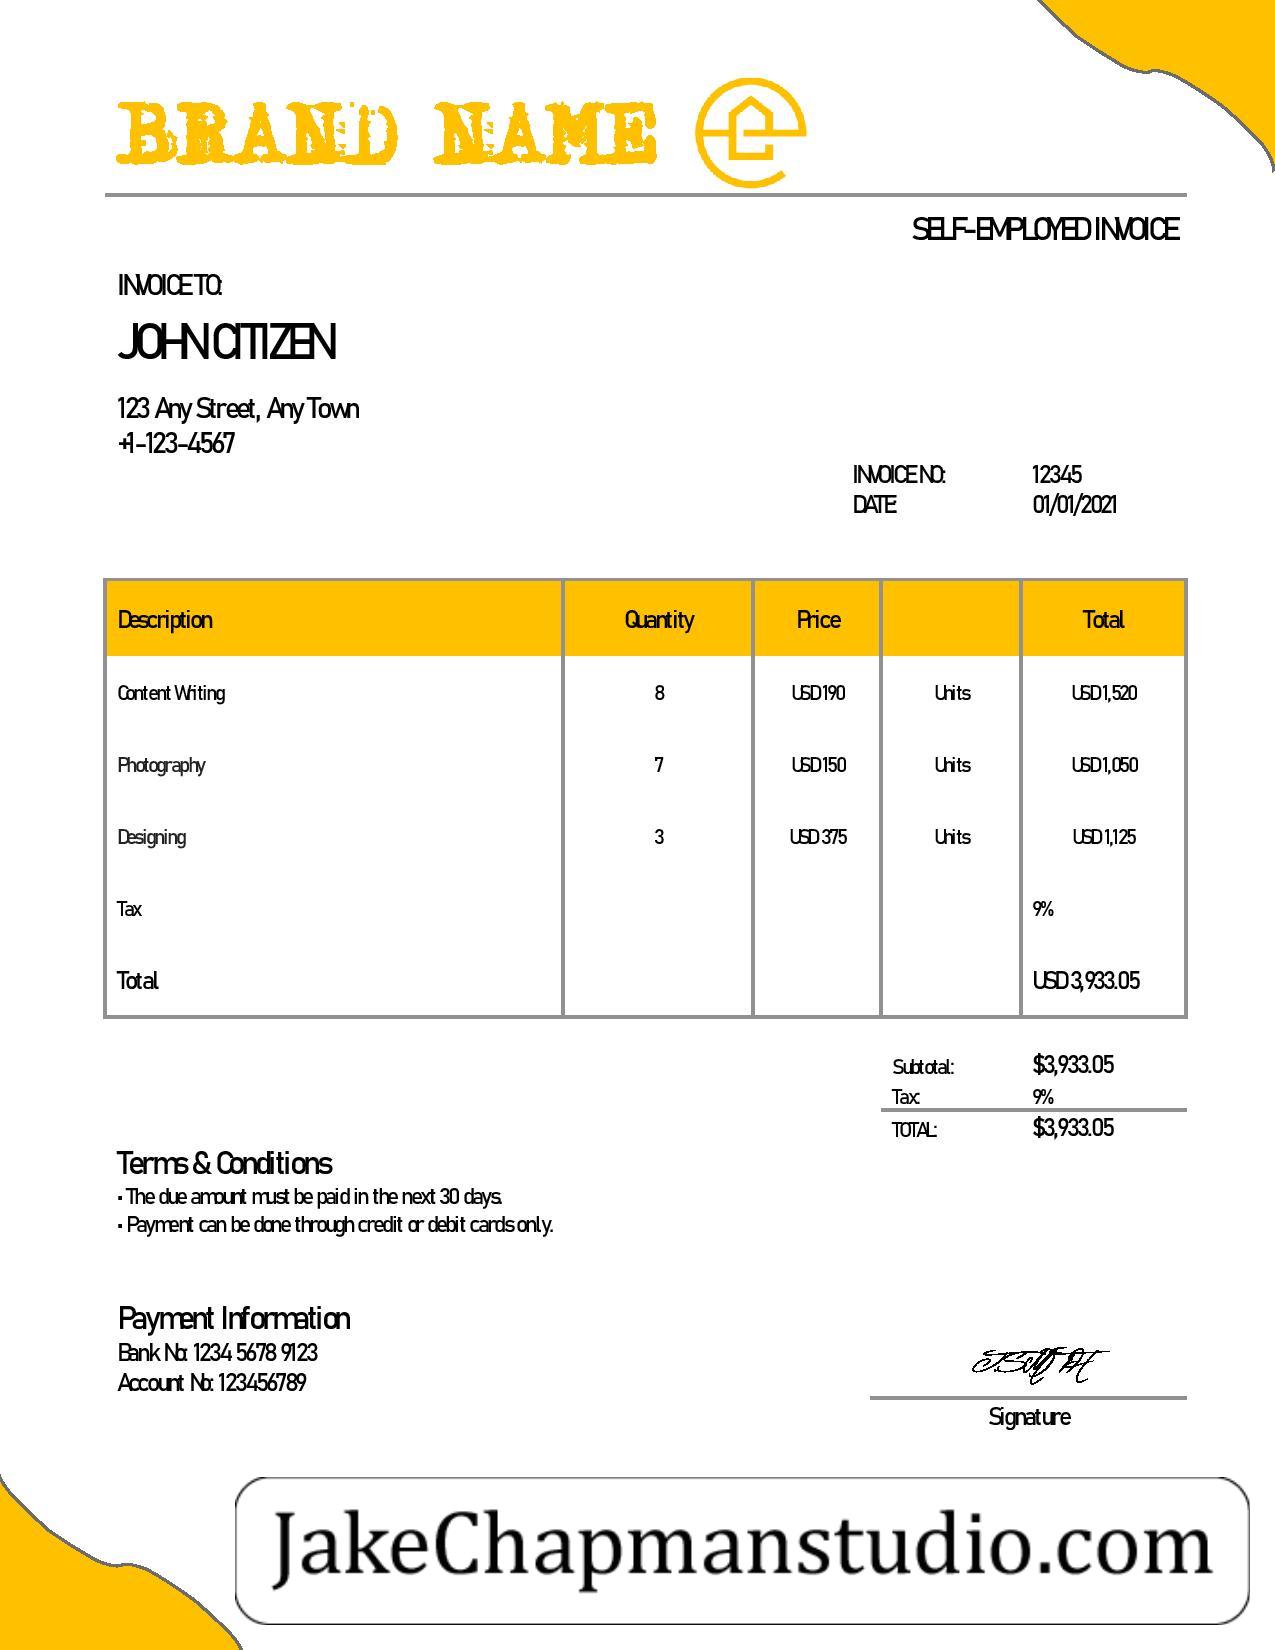 BRAND NAME
SELF-EMPLOYED INVOICE
INVOICE TO:
JOHN CITIZEN
123 Any Street, Any Town
+1-123-4567
INVOICE NO: 12345
DATE: 01/01/2021
Description Quantity Price Total
Content Writing 8 USD 190 Units USD 1,520
Photography 7 USD 150 Units USD 1,050
Designing 3 USD 375 Units USD 1,125
Tax 9%
Total USD 3,933.05
Subtotal: $3,933.05
Tax: 9%
TOTAL: $3,933.05
Terms & Conditions
• The due amount must be paid in the next 30 days.
• Payment can be done through credit or debit cards only.
Payment Information
Bank No: 1234 5678 9123
Account No: 123456789
Signature
JakeChapmanstudio.com